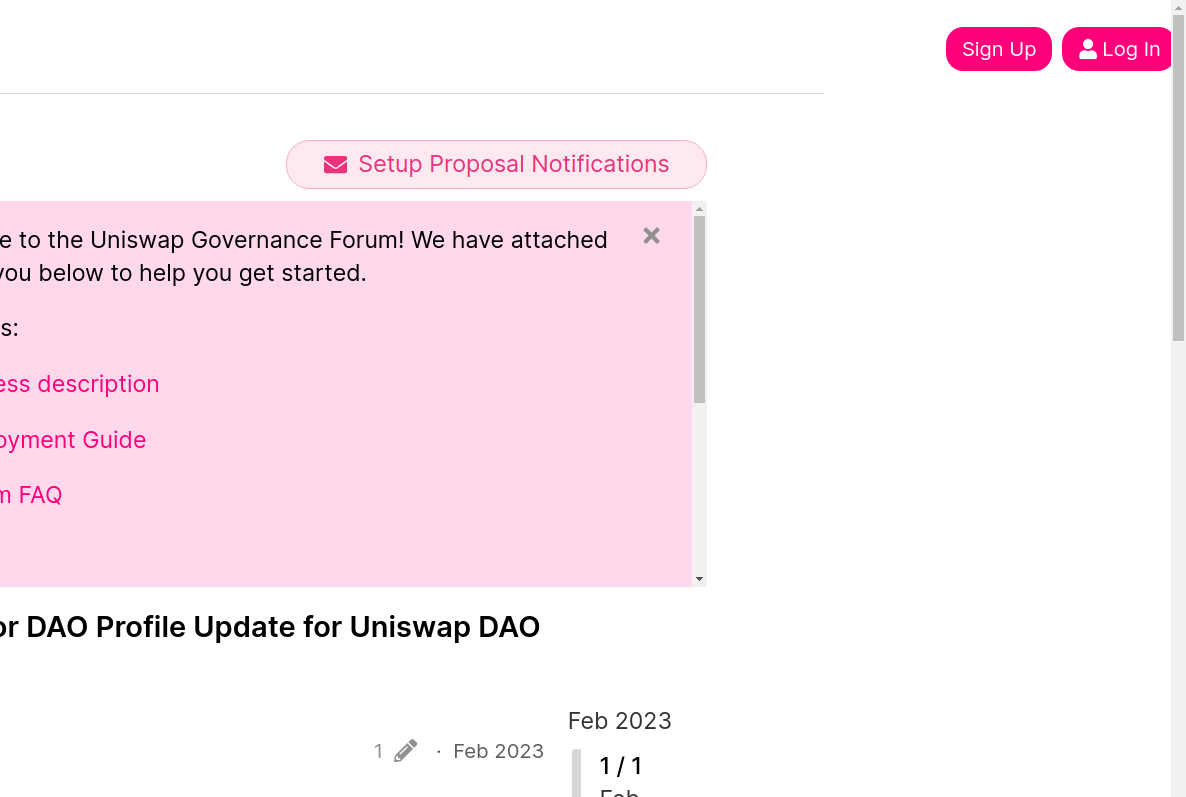 Sign Up
Log In
Setup Proposal Notifications
e to the Uniswap Governance Forum! We have attached
you below to help you get started.
s:
ess description
oyment Guide
m FAQ
or DAO Profile Update for Uniswap DAO
Feb 2023
1 · Feb 2023
1 / 1
Feb